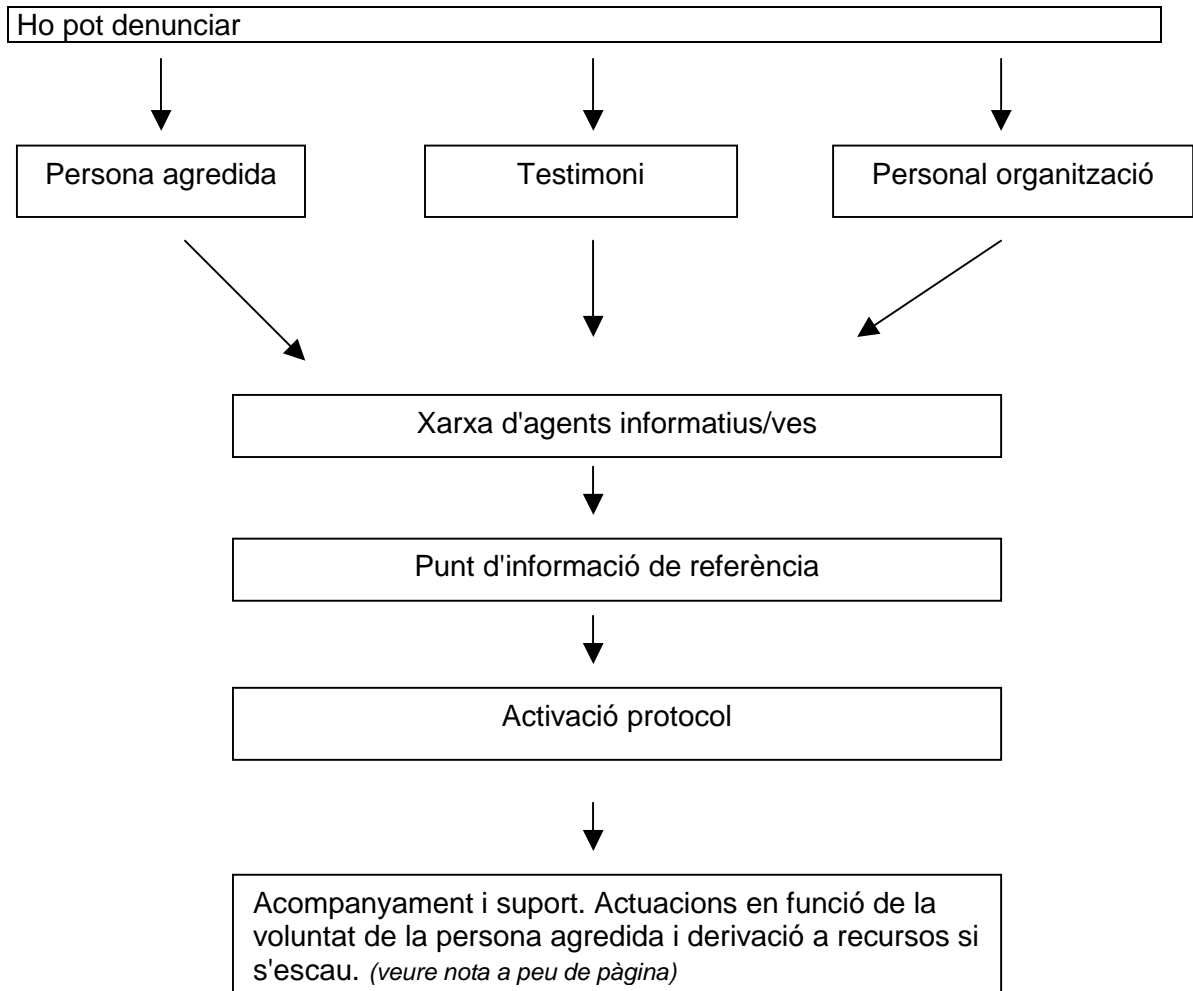 Ho pot denunciar
Persona agredida
Testimoni
Personal organització
Xarxa d'agents informatius/ves
Punt d'informació de referència
Activació protocol
Acompanyament i suport. Actuacions en funció de la
voluntat de la persona agredida i derivació a recursos si
s'escau. (veure nota a peu de pàgina)